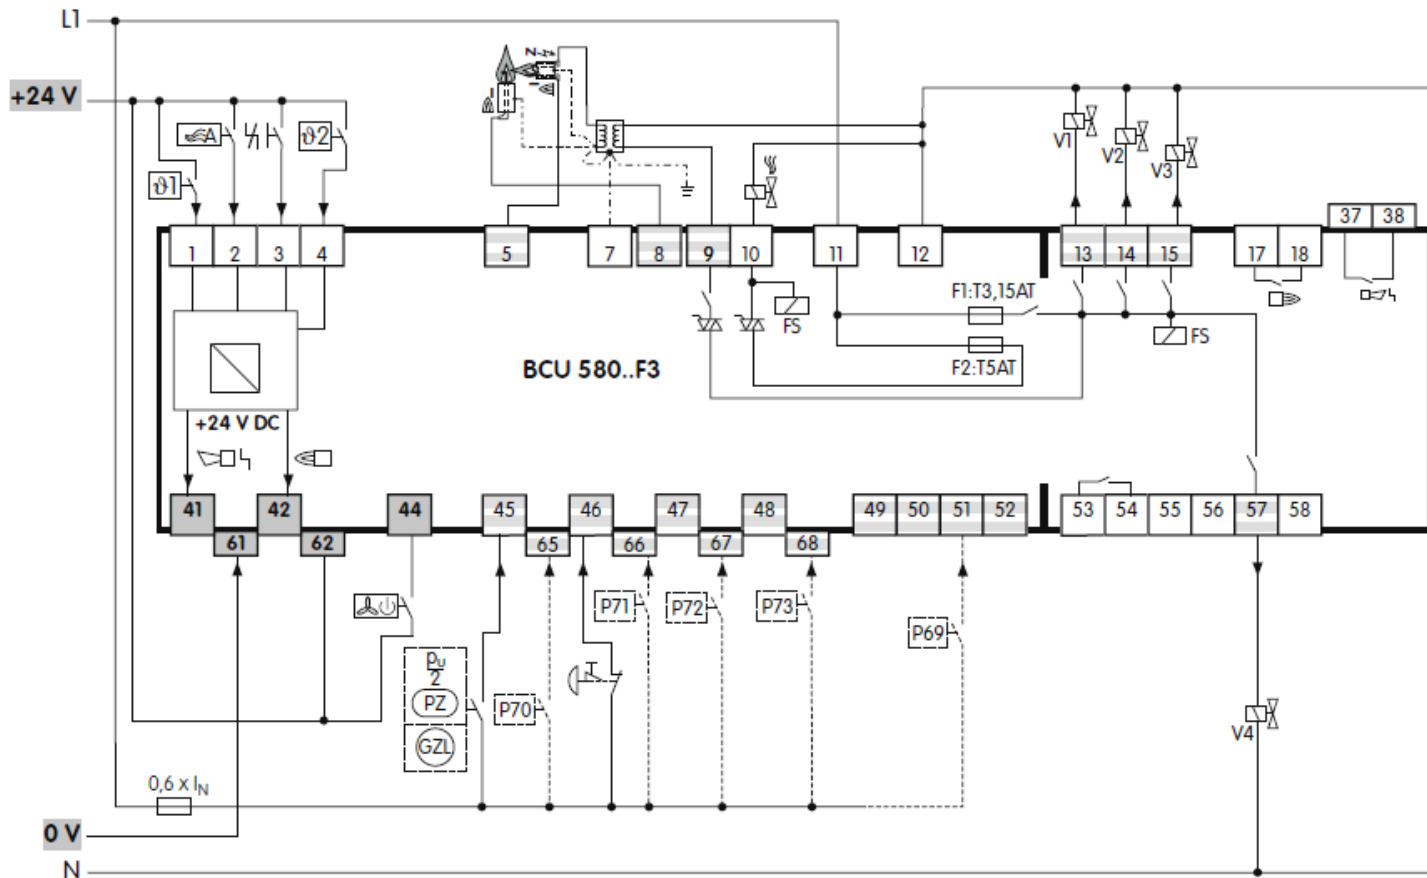 L1
+24 V
A
ϑ2
ϑ1
Z
I
I
V1
V2
V3
37 38
1 2 3 4
5
7
8
9
10
11
12
13
14
15
17
18
F1:T3,15AT
FS
FS
F2:T5AT
BCU 580..F3
+24 V DC
41
42
44
45
46
47
48
49 50 51 52
53 54 55 56 57 58
61
62
65
66
67
68
P71
P72
P73
P69
pu
2
PZ
GZL
P70
V4
0,6 x IN
0 V
N